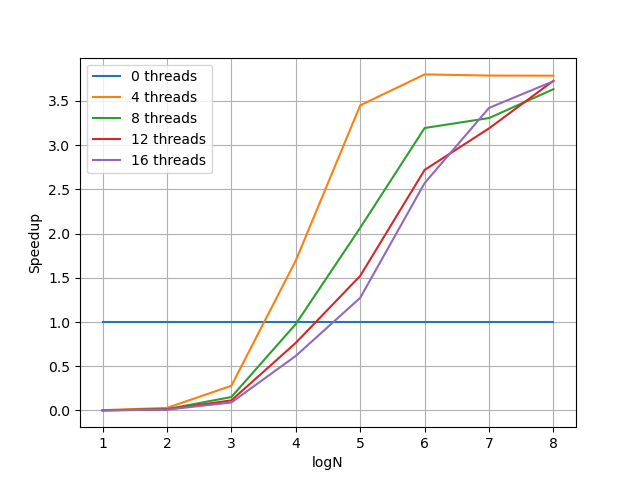 0 threads
4 threads
8 threads
12 threads
16 threads
Speedup
3.5
3.0
2.5
2.0
1.5
1.0
0.5
0.0
1 2 3 4 5 6 7 8
logN